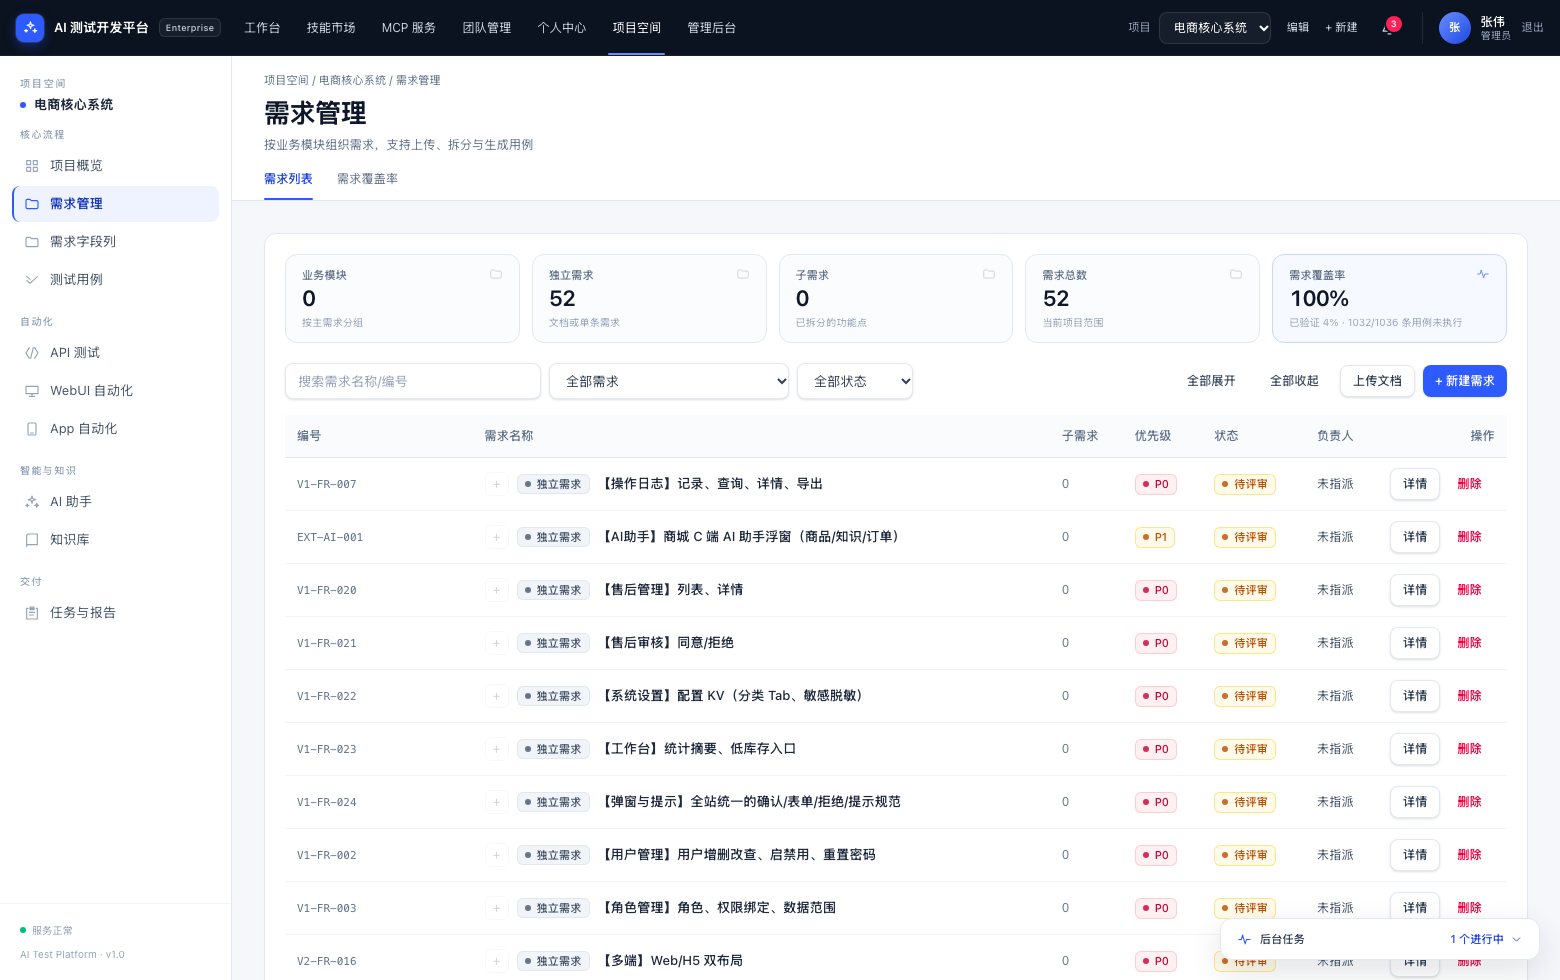 AI 测试开发平台 Enterprise 工作台 技能市场 MCP 服务 团队管理 个人中心 项目空间 管理后台 项目 电商核心系统 编辑 + 新建 3 张 张伟 管理员 退出
项目空间
电商核心系统
核心流程
项目概览
需求管理
需求字段列
测试用例
自动化
API 测试
WebUI 自动化
App 自动化
智能与知识
AI 助手
知识库
交付
任务与报告
服务正常
AI Test Platform · v1.0
项目空间 / 电商核心系统 / 需求管理
需求管理
按业务模块组织需求，支持上传、拆分与生成用例
需求列表 需求覆盖率
业务模块
0
按主需求分组
独立需求
52
文档或单条需求
子需求
0
已拆分的功能点
需求总数
52
当前项目范围
需求覆盖率
100%
已验证 4% · 1032/1036 条用例未执行
搜索需求名称/编号 全部需求 全部状态 全部展开 全部收起 上传文档 + 新建需求
编号 需求名称 子需求 优先级 状态 负责人 操作
V1-FR-007 + 独立需求 【操作日志】记录、查询、详情、导出 0 P0 待评审 未指派 详情 删除
EXT-AI-001 + 独立需求 【AI助手】商城 C 端 AI 助手浮窗（商品/知识/订单） 0 P1 待评审 未指派 详情 删除
V1-FR-020 + 独立需求 【售后管理】列表、详情 0 P0 待评审 未指派 详情 删除
V1-FR-021 + 独立需求 【售后审核】同意/拒绝 0 P0 待评审 未指派 详情 删除
V1-FR-022 + 独立需求 【系统设置】配置 KV（分类 Tab、敏感脱敏） 0 P0 待评审 未指派 详情 删除
V1-FR-023 + 独立需求 【工作台】统计摘要、低库存入口 0 P0 待评审 未指派 详情 删除
V1-FR-024 + 独立需求 【弹窗与提示】全站统一的确认/表单/拒绝/提示规范 0 P0 待评审 未指派 详情 删除
V1-FR-002 + 独立需求 【用户管理】用户增删改查、启禁用、重置密码 0 P0 待评审 未指派 详情 删除
V1-FR-003 + 独立需求 【角色管理】角色、权限绑定、数据范围 0 P0 待评审 未指派 详情 删除
V2-FR-016 + 独立需求 【多端】Web/H5 双布局 0 P0 待评审 未指派 详情 删除
后台任务 1 个进行中